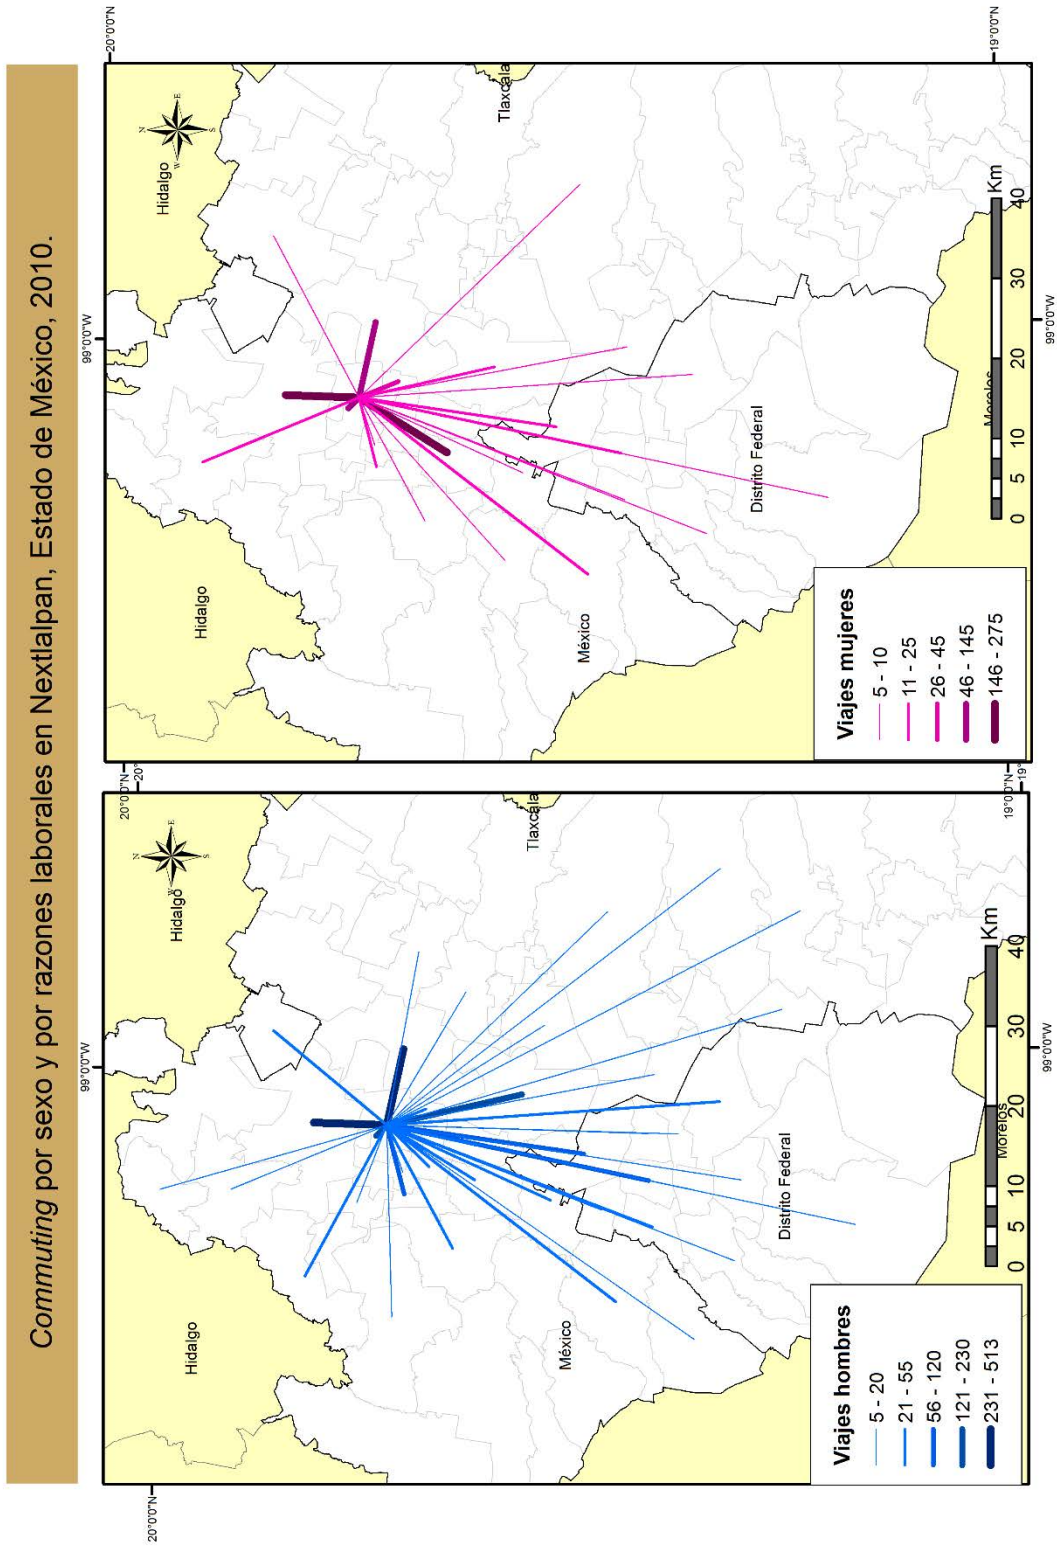 Commuting por sexo y por razones laborales en Nextlalpan, Estado de México, 2010.
99°0'0"W
20°0'0"N
20°0'0"N
Hidalgo
Hidalgo
N
W
E
S
Tlaxcala
México
Distrito Federal
Morelos
Viajes hombres
5 - 20
21 - 55
56 - 120
121 - 230
231 - 513
0 5 10 20 30 40
Km
19°0'0"N
99°0'0"W
99°0'0"W
20°
20°0'0"N
Hidalgo
Hidalgo
N
W
E
S
Tlaxcala
México
Distrito Federal
Morelos
Viajes mujeres
5 - 10
11 - 25
26 - 45
46 - 145
146 - 275
0 5 10 20 30 40
Km
19°
19°0'0"N
99°0'0"W